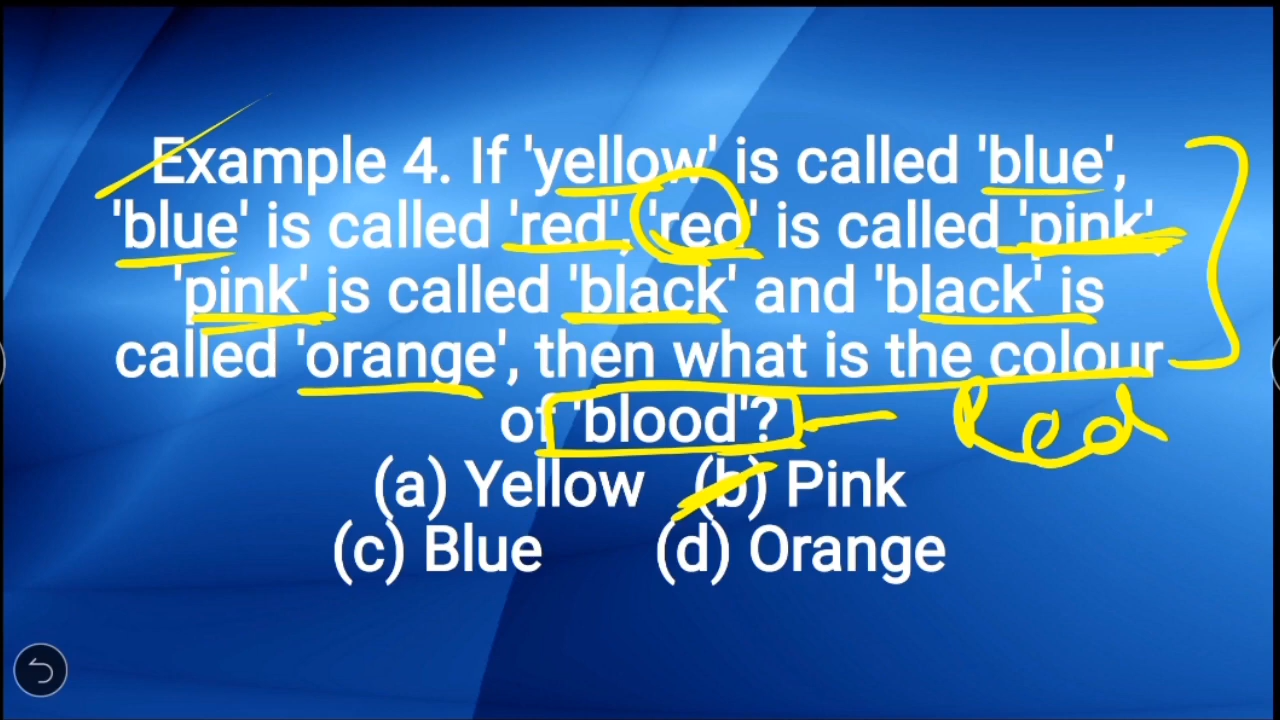 Example 4. If 'yellow' is called 'blue',
'blue' is called 'red', 'red' is called 'pink',
'pink' is called 'black' and 'black' is
called 'orange', then what is the colour
of 'blood'?
Red
(a) Yellow (b) Pink
(c) Blue (d) Orange